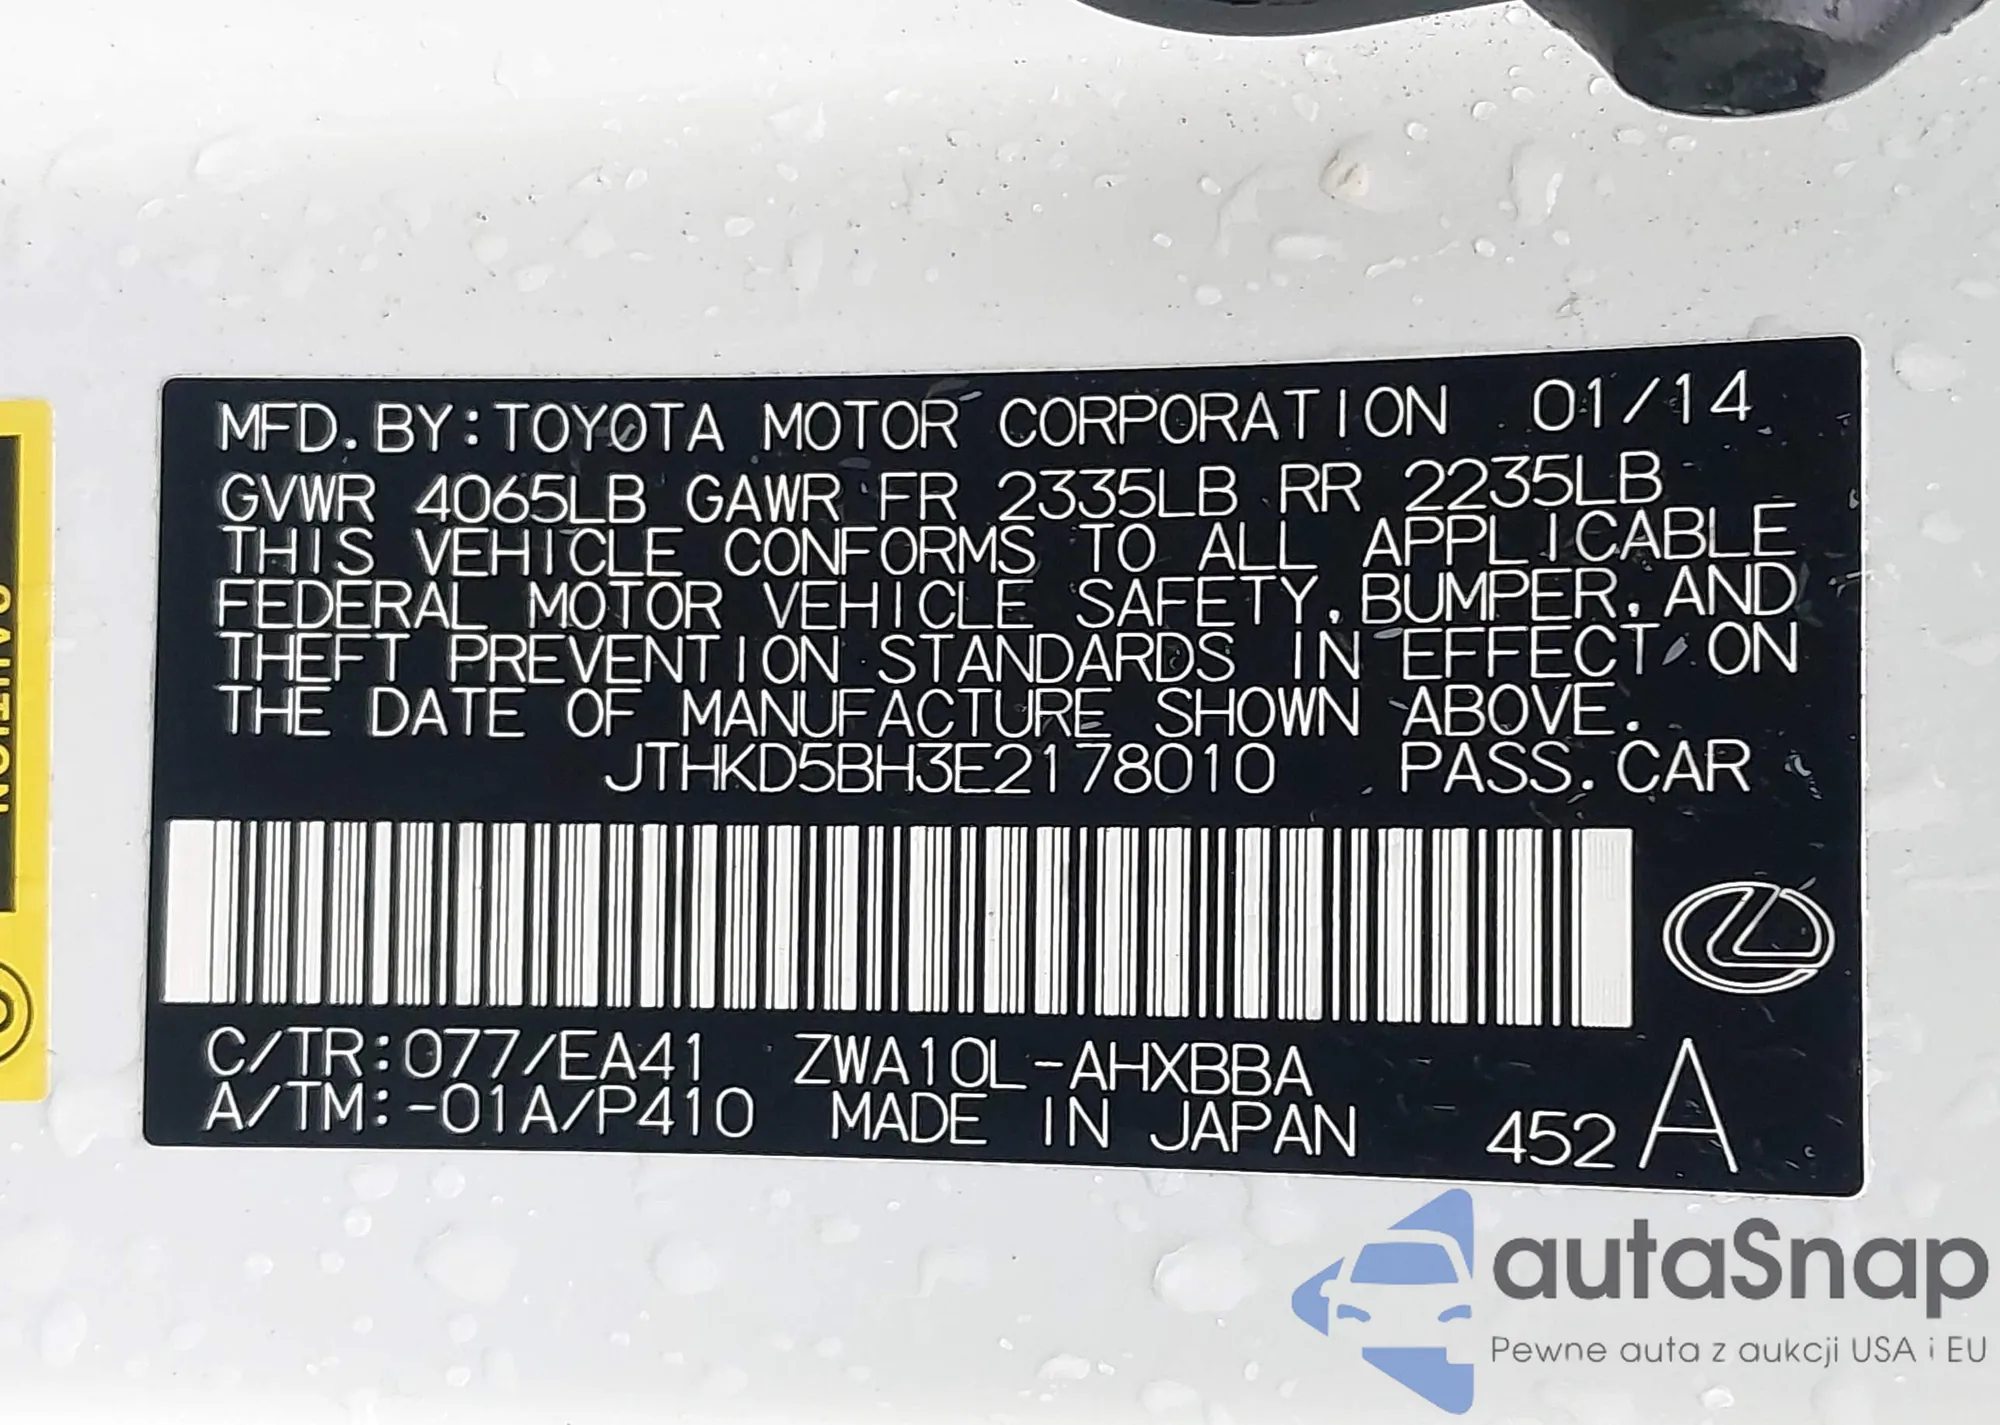 MFD. BY: TOYOTA MOTOR CORPORATION 01/14
GVWR 4065LB GAWR FR 2335LB RR 2235LB
THIS VEHICLE CONFORMS TO ALL APPLICABLE
FEDERAL MOTOR VEHICLE SAFETY, BUMPER, AND
THEFT PREVENTION STANDARDS IN EFFECT ON
THE DATE OF MANUFACTURE SHOWN ABOVE.
JTHKD5BH3E2178010 PASS. CAR
C/TR: 077/EA41 ZWA10L-AHXBBA
A/TM: -01A/P410 MADE IN JAPAN 452 A
CAUTION
autaSnap
Pewne auta z aukcji USA i EU